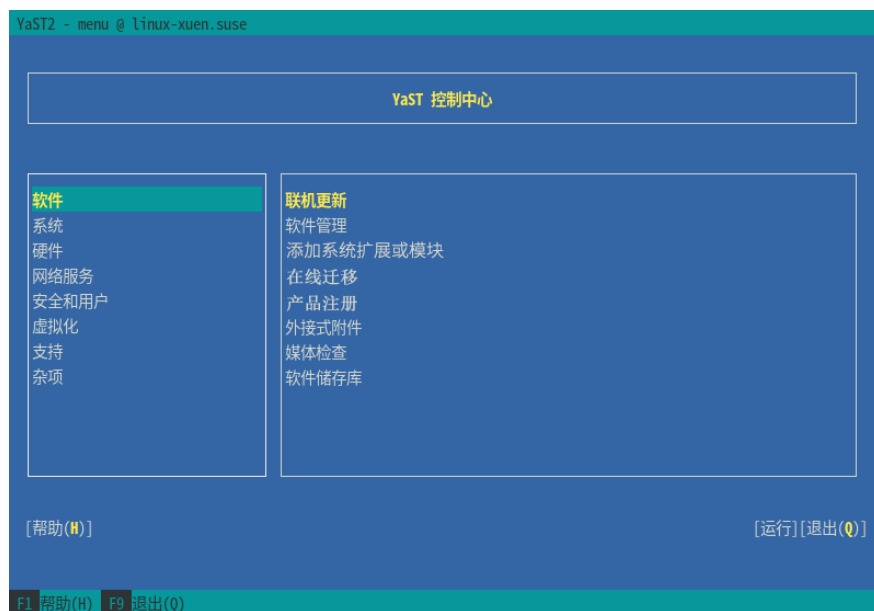 YaST2 - menu @ linux-xuen.suse
YaST 控制中心
软件
系统
硬件
网络服务
安全和用户
虚拟化
支持
杂项
联机更新
软件管理
添加系统扩展或模块
在线迁移
产品注册
外接式附件
媒体检查
软件储存库
[帮助(H)] [运行][退出(Q)]
F1 帮助(H) F9 退出(Q)